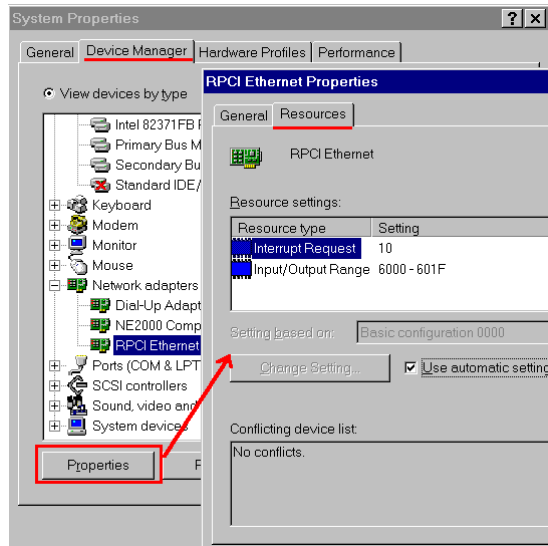 System Properties
General Device Manager Hardware Profiles Performance
View devices by type
Intel 82371FB
Primary Bus M
Secondary Bu
Standard IDE/
Keyboard
Modem
Monitor
Mouse
Network adapters
Dial-Up Adapt
NE2000 Comp
RPCI Ethernet
Ports (COM & LPT
SCSI controllers
Sound, video and
System devices
Properties
RPCI Ethernet Properties
General Resources
RPCI Ethernet
Resource settings:
Resource type Setting
Interrupt Request 10
Input/Output Range 6000 - 601F
Setting based on: Basic configuration 0000
Change Setting... Use automatic setting
Conflicting device list:
No conflicts.